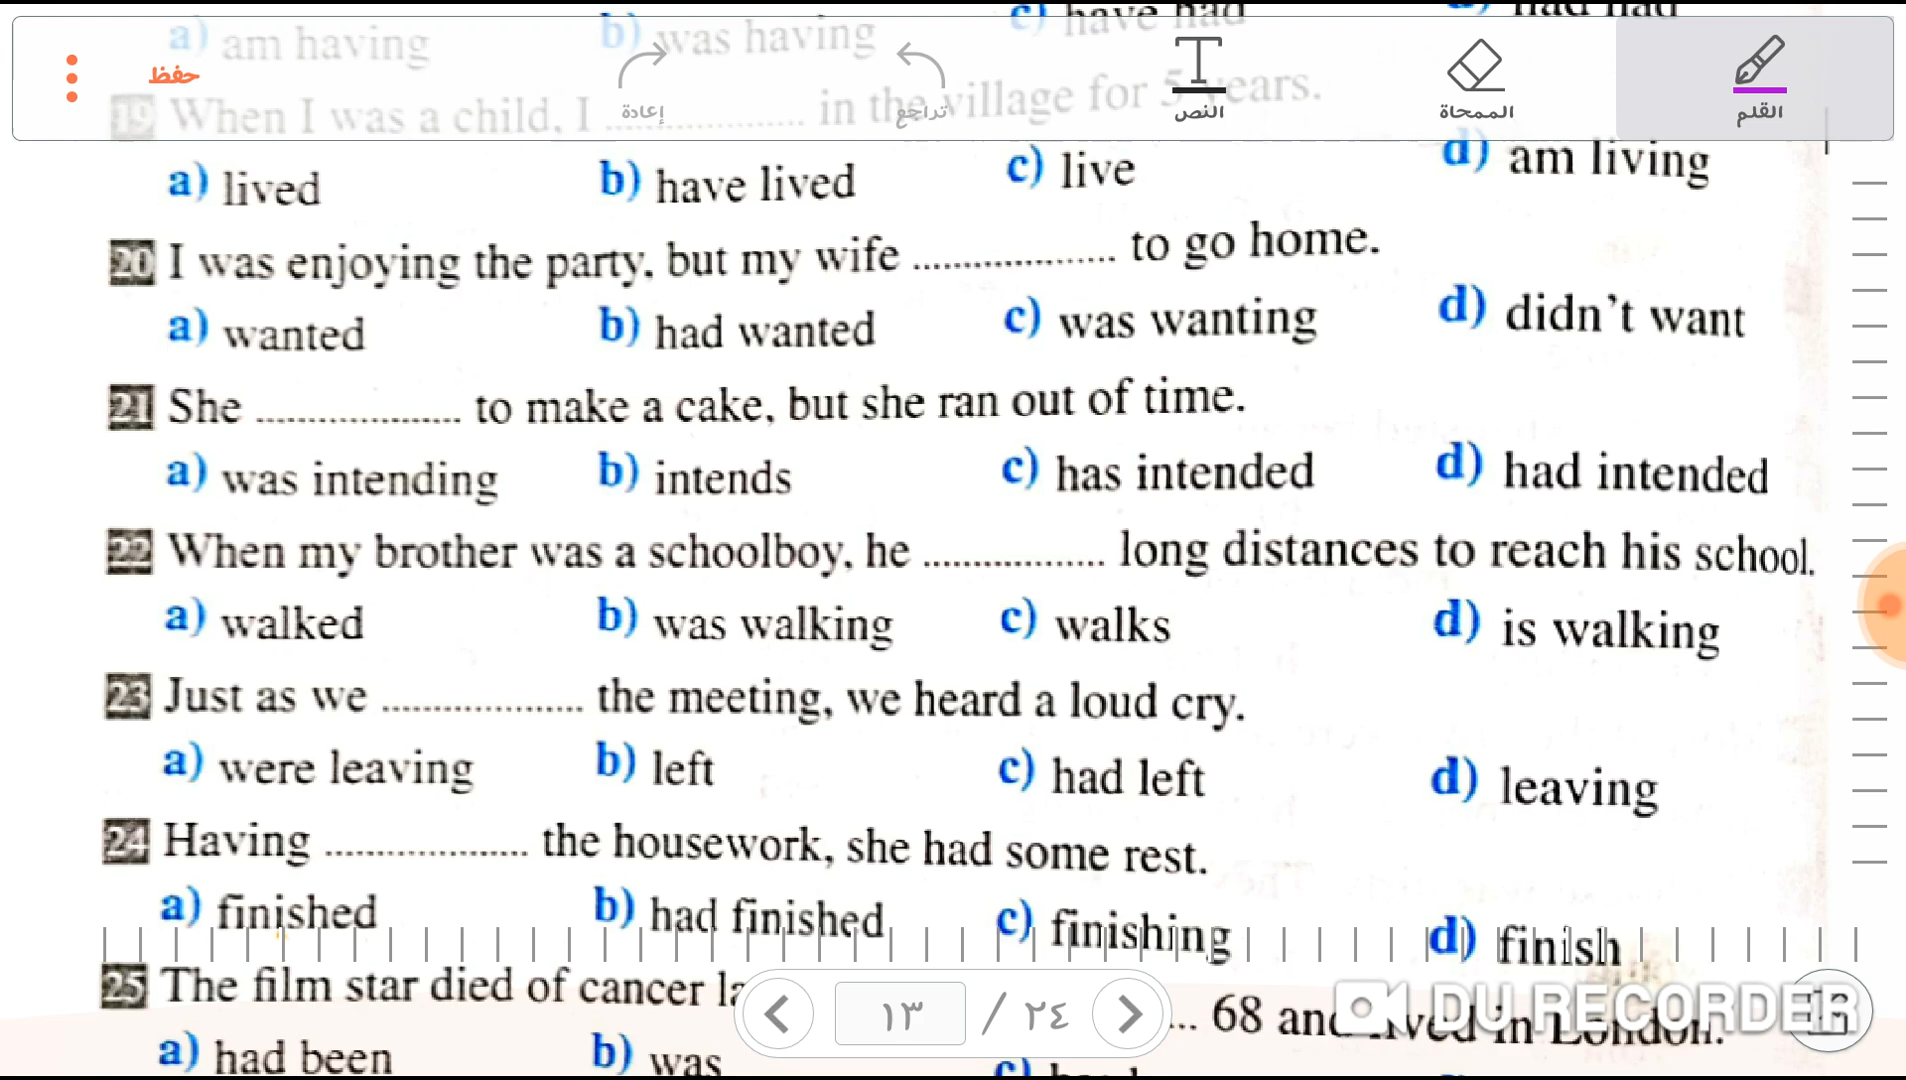 a) am having b) was having c) have had d) had had
حفظ إعادة تراجع النص الممحاة القلم
19 When I was a child, I .................... in the village for 5 years.
a) lived b) have lived c) live d) am living
20 I was enjoying the party, but my wife .................... to go home.
a) wanted b) had wanted c) was wanting d) didn't want
21 She .................... to make a cake, but she ran out of time.
a) was intending b) intends c) has intended d) had intended
22 When my brother was a schoolboy, he .................. long distances to reach his school.
a) walked b) was walking c) walks d) is walking
23 Just as we .................... the meeting, we heard a loud cry.
a) were leaving b) left c) had left d) leaving
24 Having .................... the housework, she had some rest.
a) finished b) had finished c) finishing d) finish
25 The film star died of cancer ... 68 and lived in London.
١٣ / ٢٤
DU RECORDER
a) had been b) was c)